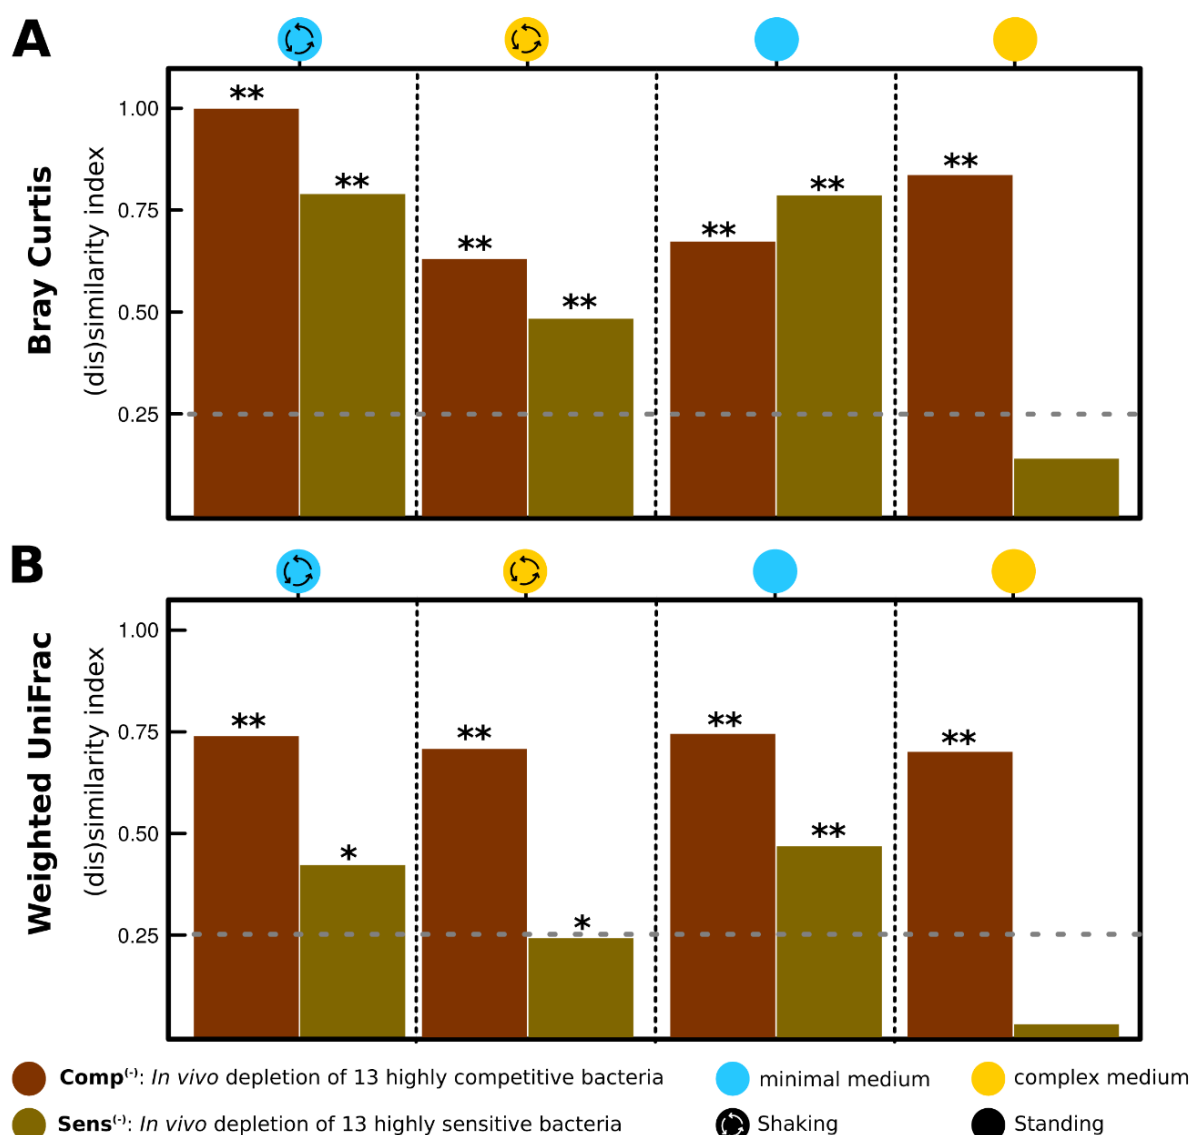 A
Bray Curtis
(dis)similarity index
1.00
0.75
0.50
0.25
** ** ** ** ** ** **
B
Weighted UniFrac
(dis)similarity index
1.00
0.75
0.50
0.25
** * ** * ** ** **
Comp(-): In vivo depletion of 13 highly competitive bacteria
minimal medium
complex medium
Sens(-): In vivo depletion of 13 highly sensitive bacteria
Shaking
Standing